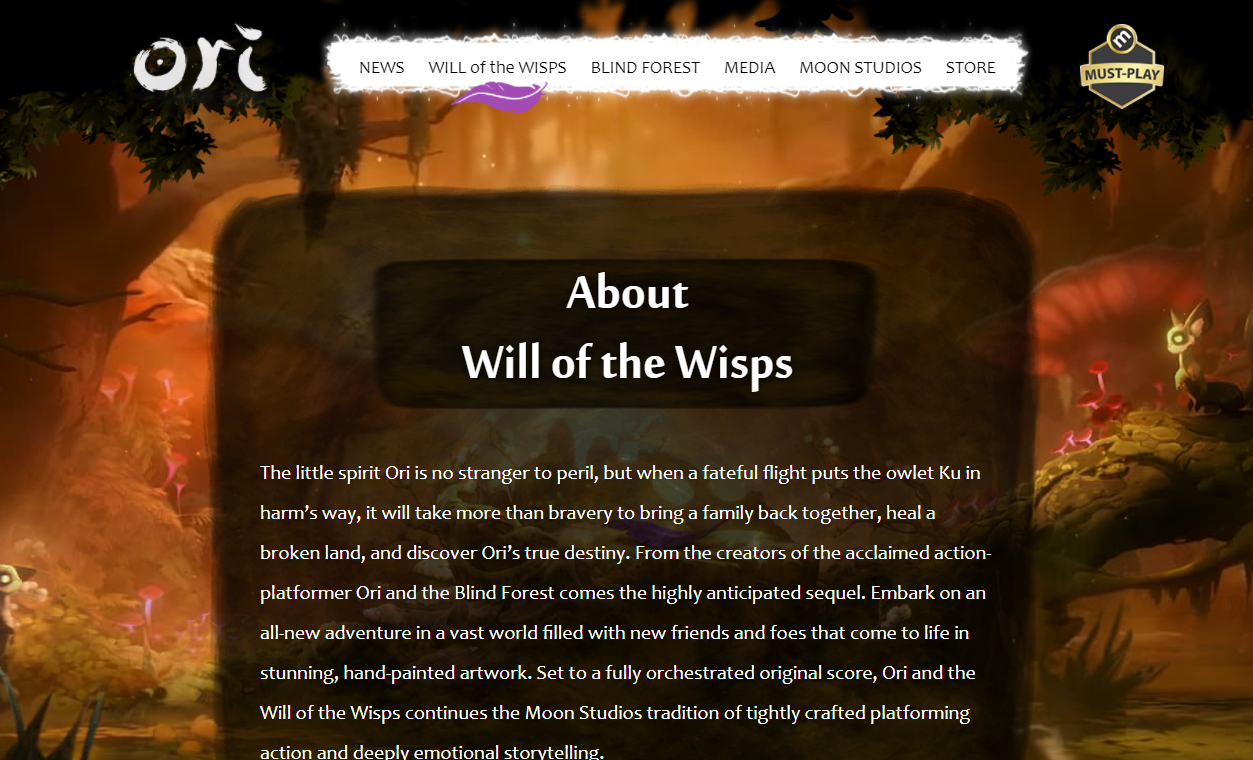 ori
NEWS WILL of the WISPS BLIND FOREST MEDIA MOON STUDIOS STORE
m
MUST-PLAY
About
Will of the Wisps
The little spirit Ori is no stranger to peril, but when a fateful flight puts the owlet Ku in
harm’s way, it will take more than bravery to bring a family back together, heal a
broken land, and discover Ori’s true destiny. From the creators of the acclaimed action-
platformer Ori and the Blind Forest comes the highly anticipated sequel. Embark on an
all-new adventure in a vast world filled with new friends and foes that come to life in
stunning, hand-painted artwork. Set to a fully orchestrated original score, Ori and the
Will of the Wisps continues the Moon Studios tradition of tightly crafted platforming
action and deeply emotional storytelling.